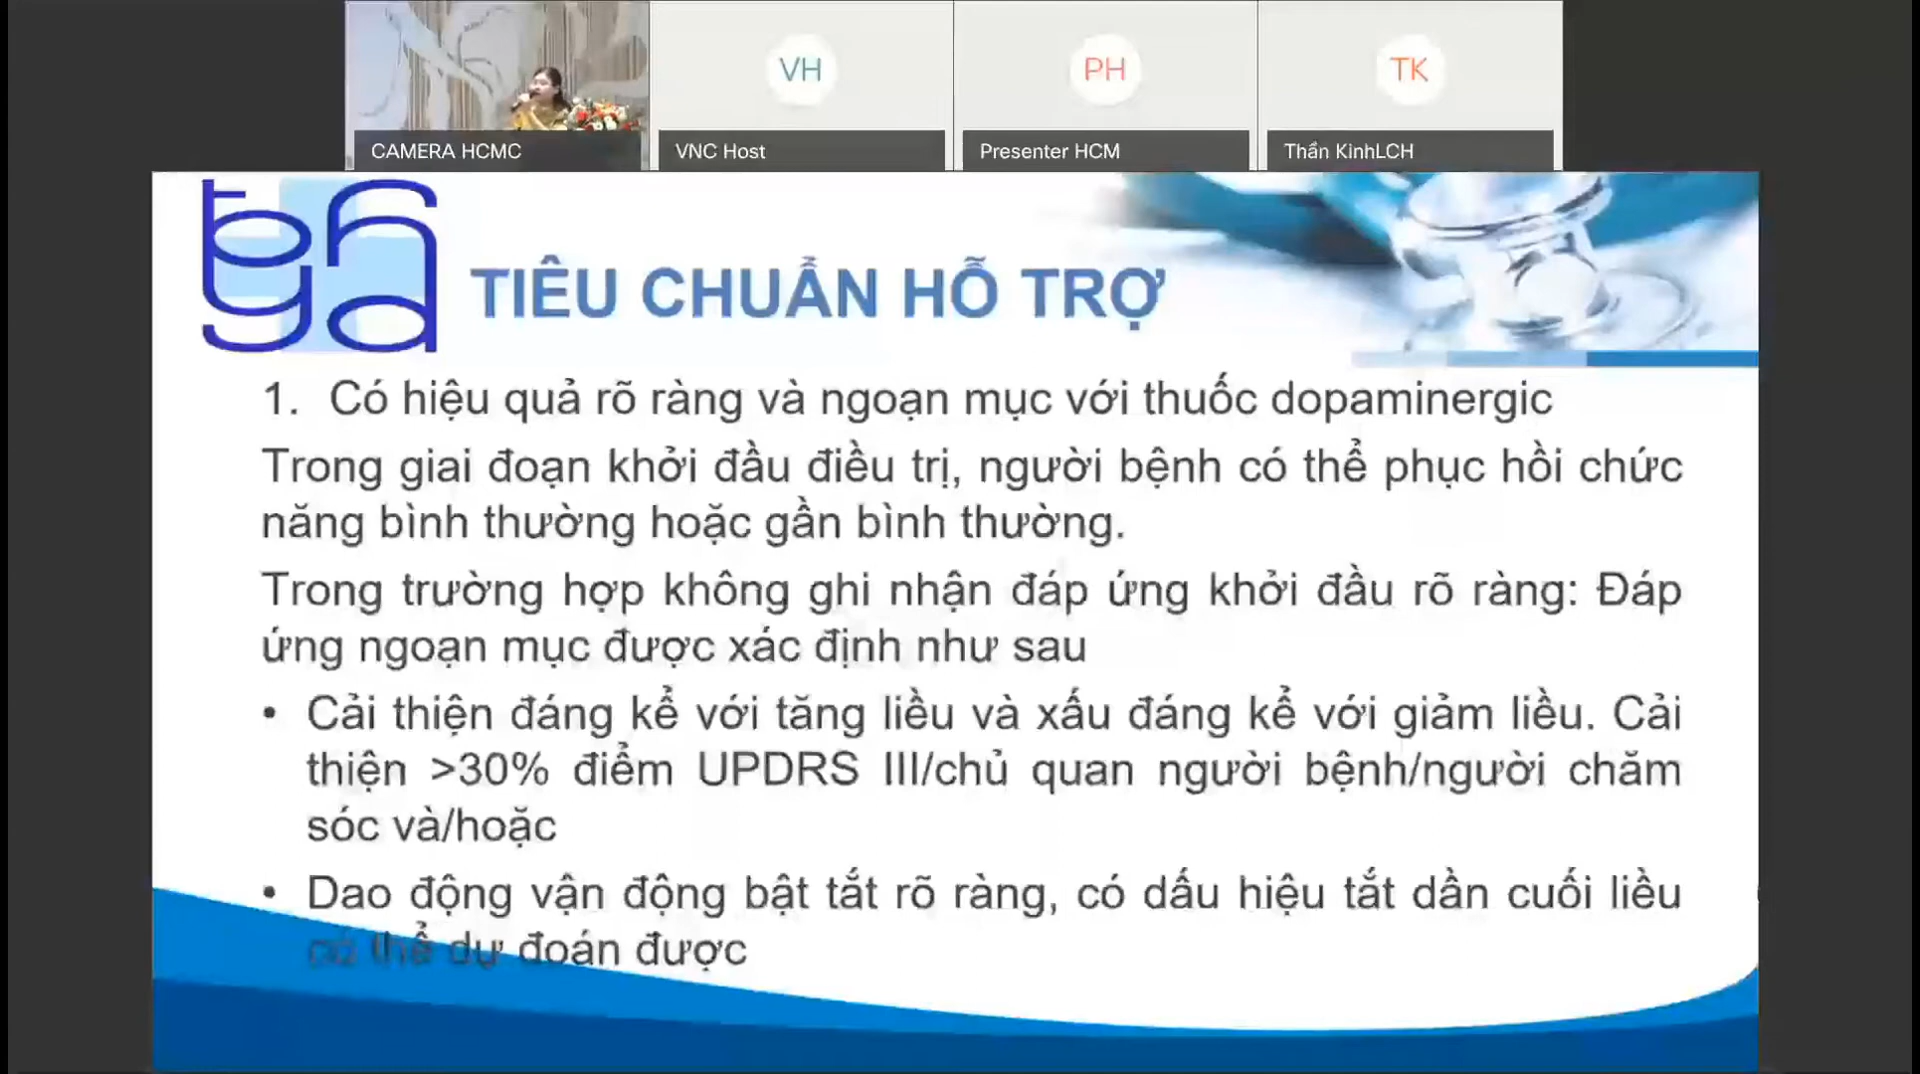 VH
PH
TK
CAMERA HCMC
VNC Host
Presenter HCM
Thần KinhLCH
TIÊU CHUẨN HỖ TRỢ
1. Có hiệu quả rõ ràng và ngoạn mục với thuốc dopaminergic
Trong giai đoạn khởi đầu điều trị, người bệnh có thể phục hồi chức
năng bình thường hoặc gần bình thường.
Trong trường hợp không ghi nhận đáp ứng khởi đầu rõ ràng: Đáp
ứng ngoạn mục được xác định như sau
• Cải thiện đáng kể với tăng liều và xấu đáng kể với giảm liều. Cải
thiện >30% điểm UPDRS III/chủ quan người bệnh/người chăm
sóc và/hoặc
• Dao động vận động bật tắt rõ ràng, có dấu hiệu tắt dần cuối liều
có thể dự đoán được